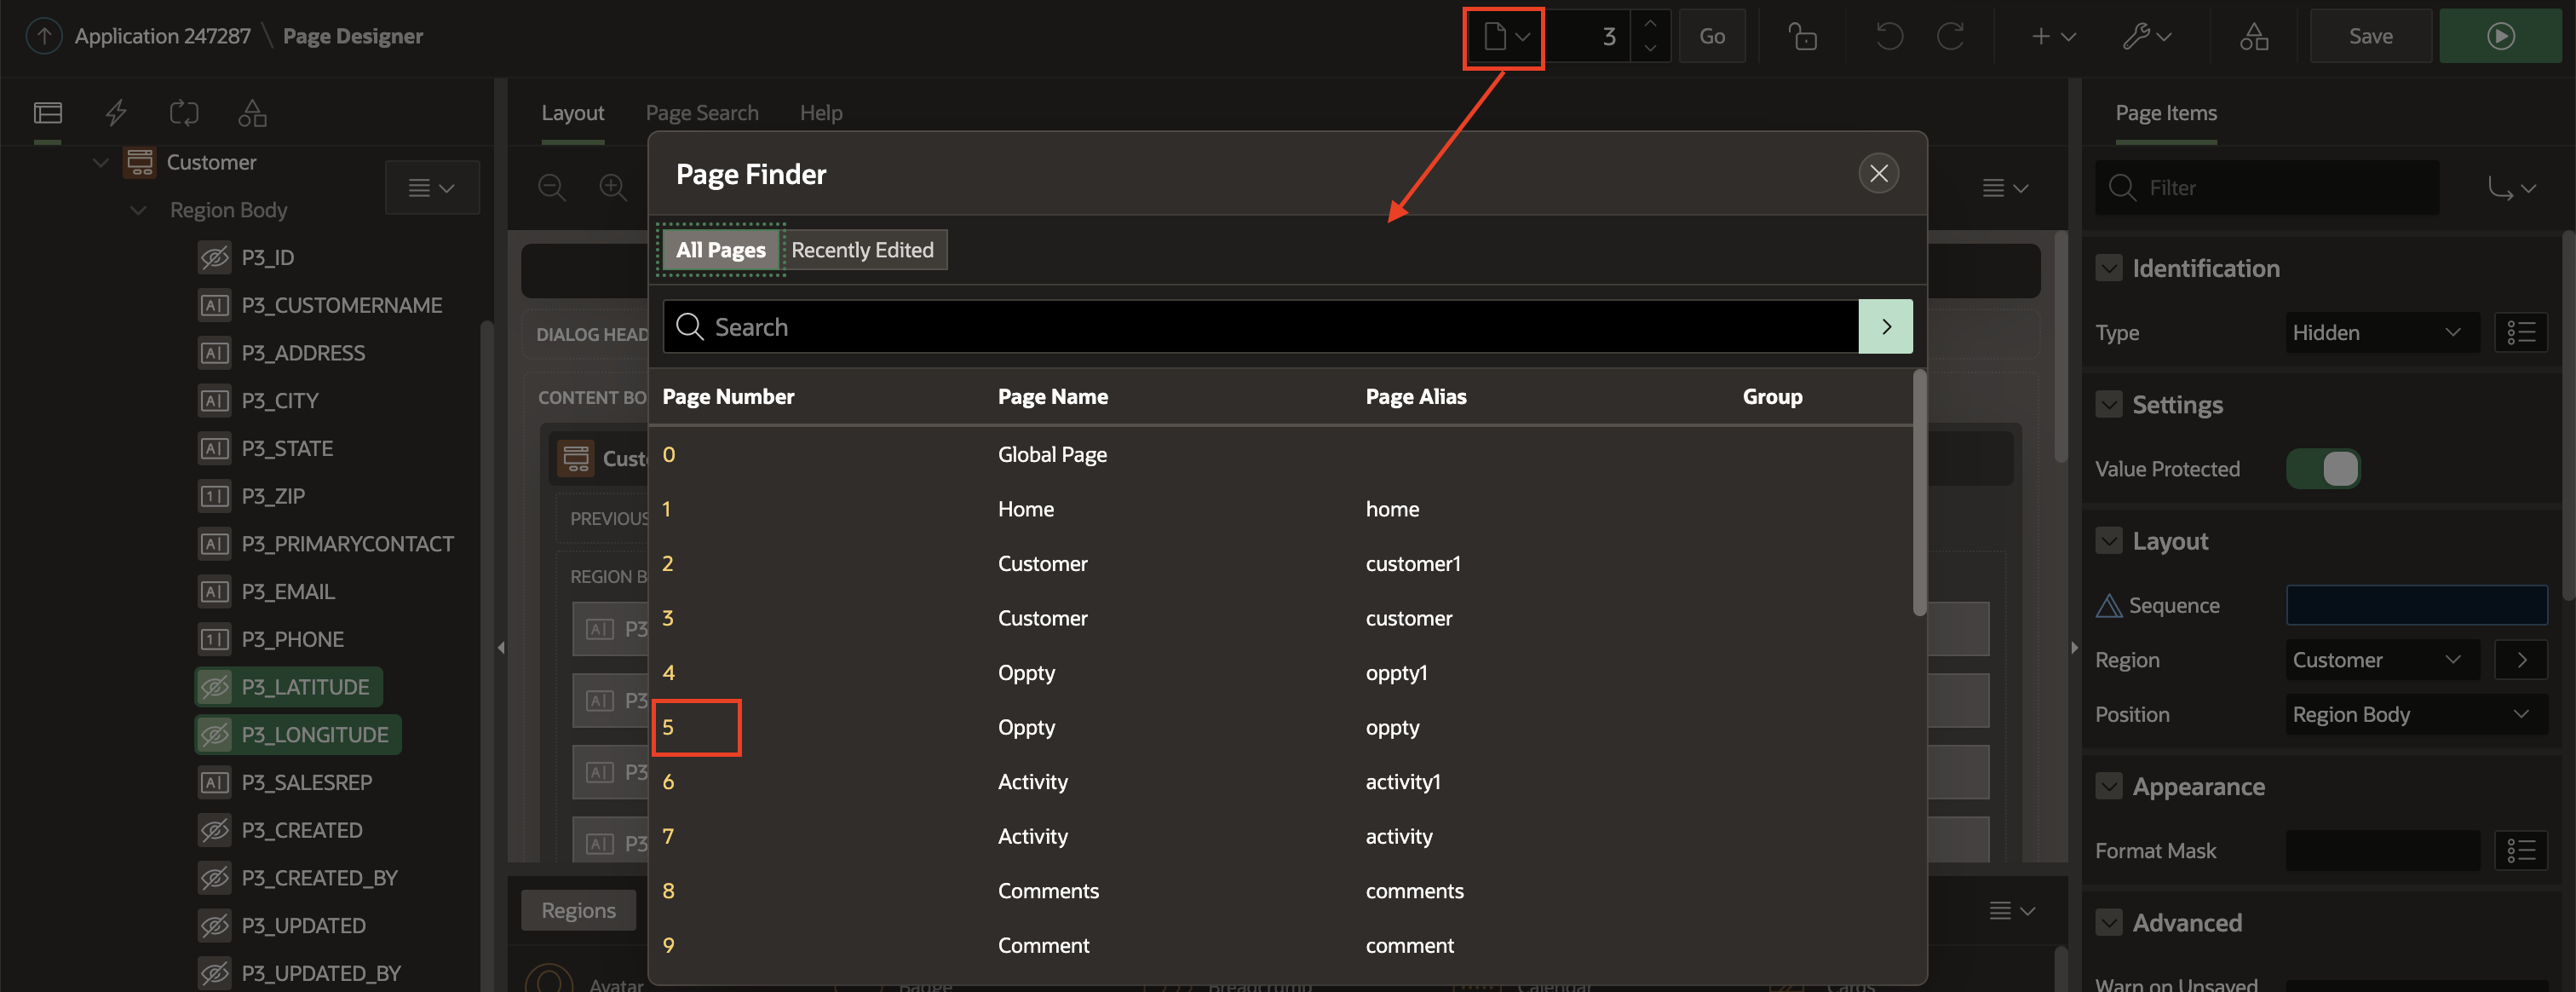 Application 247287 \ Page Designer
3
Go
Save
Layout
Page Search
Help
Page Items
Customer
Region Body
P3_ID
P3_CUSTOMERNAME
P3_ADDRESS
P3_CITY
P3_STATE
P3_ZIP
P3_PRIMARYCONTACT
P3_EMAIL
P3_PHONE
P3_LATITUDE
P3_LONGITUDE
P3_SALESREP
P3_CREATED
P3_CREATED_BY
P3_UPDATED
P3_UPDATED_BY
DIALOG HEAD
CONTENT BO
Cust
PREVIOUS
REGION B
P3
P3
P3
P3
Regions
Avatar
Badge
Breadcrumb
Calendar
Cards
Page Finder
All Pages
Recently Edited
Search
Page Number Page Name Page Alias Group
0 Global Page
1 Home home
2 Customer customer1
3 Customer customer
4 Oppty oppty1
5 Oppty oppty
6 Activity activity1
7 Activity activity
8 Comments comments
9 Comment comment
Filter
Identification
Type Hidden
Settings
Value Protected
Layout
Sequence
Region Customer
Position Region Body
Appearance
Format Mask
Advanced
Warn on Unsaved